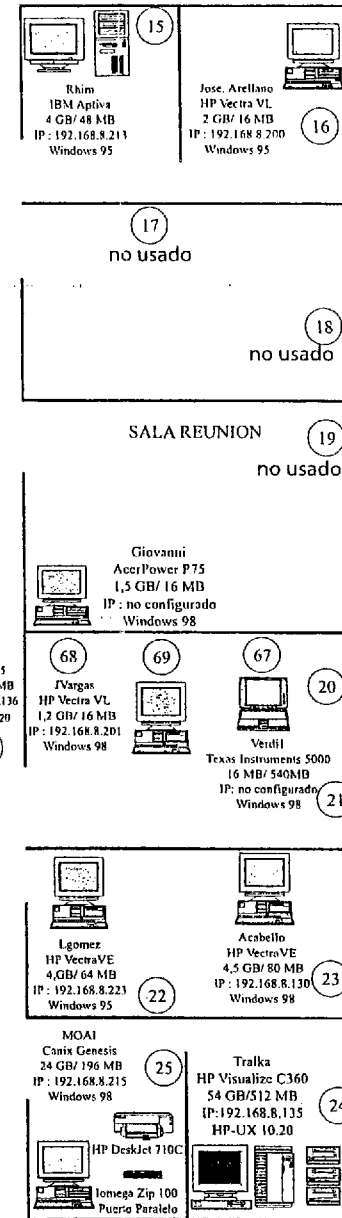 15
Rhim
IBM Aptiva
4 GB/ 48 MB
IP : 192.168.8.213
Windows 95
Jose. Arellano
HP Vectra VL
2 GB/ 16 MB
IP : 192.168.8.200
Windows 95
16
17
no usado
18
no usado
SALA REUNION
19
no usado
Giovanni
AcerPower P75
1,5 GB/ 16 MB
IP : no configurado
Windows 98
5
MB
136
20
68
JVargas
HP Vectra VL
1,2 GB/ 16 MB
IP : 192.168.8.201
Windows 98
69
67
Verdil
Texas Instruments 5000
16 MB/ 540MB
IP: no configurado
Windows 98
20
21
Lgomez
HP VectraVE
4,GB/ 64 MB
IP : 192.168.8.223
Windows 95
22
Acabello
HP VectraVE
4,5 GB/ 80 MB
IP : 192.168.8.130
Windows 98
23
MOAI
Canix Genesis
24 GB/ 196 MB
IP : 192.168.8.215
Windows 98
25
HP DeskJet 710C
Iomega Zip 100
Puerto Paralelo
Tralka
HP Visualize C360
54 GB/512 MB
IP:192.168.8.135
HP-UX 10.20
24